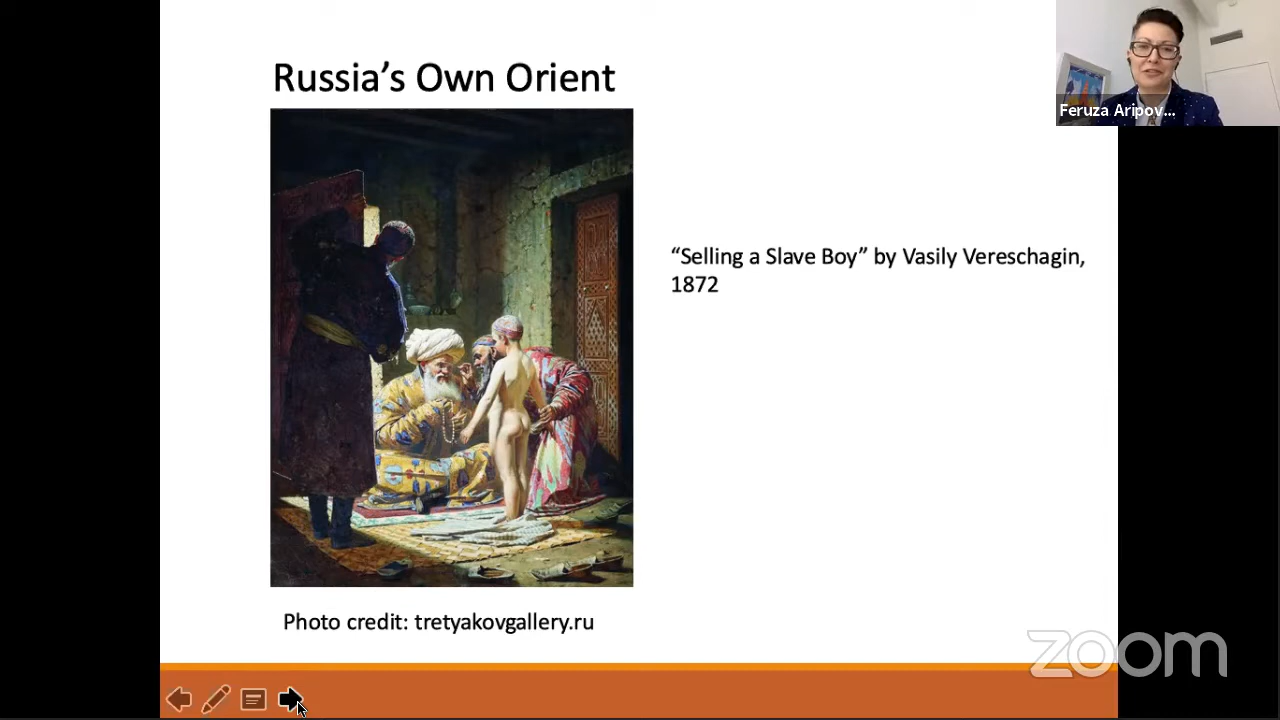 Russia’s Own Orient
Feruza Aripov...
“Selling a Slave Boy” by Vasily Vereschagin,
1872
Photo credit: tretyakovgallery.ru
zoom